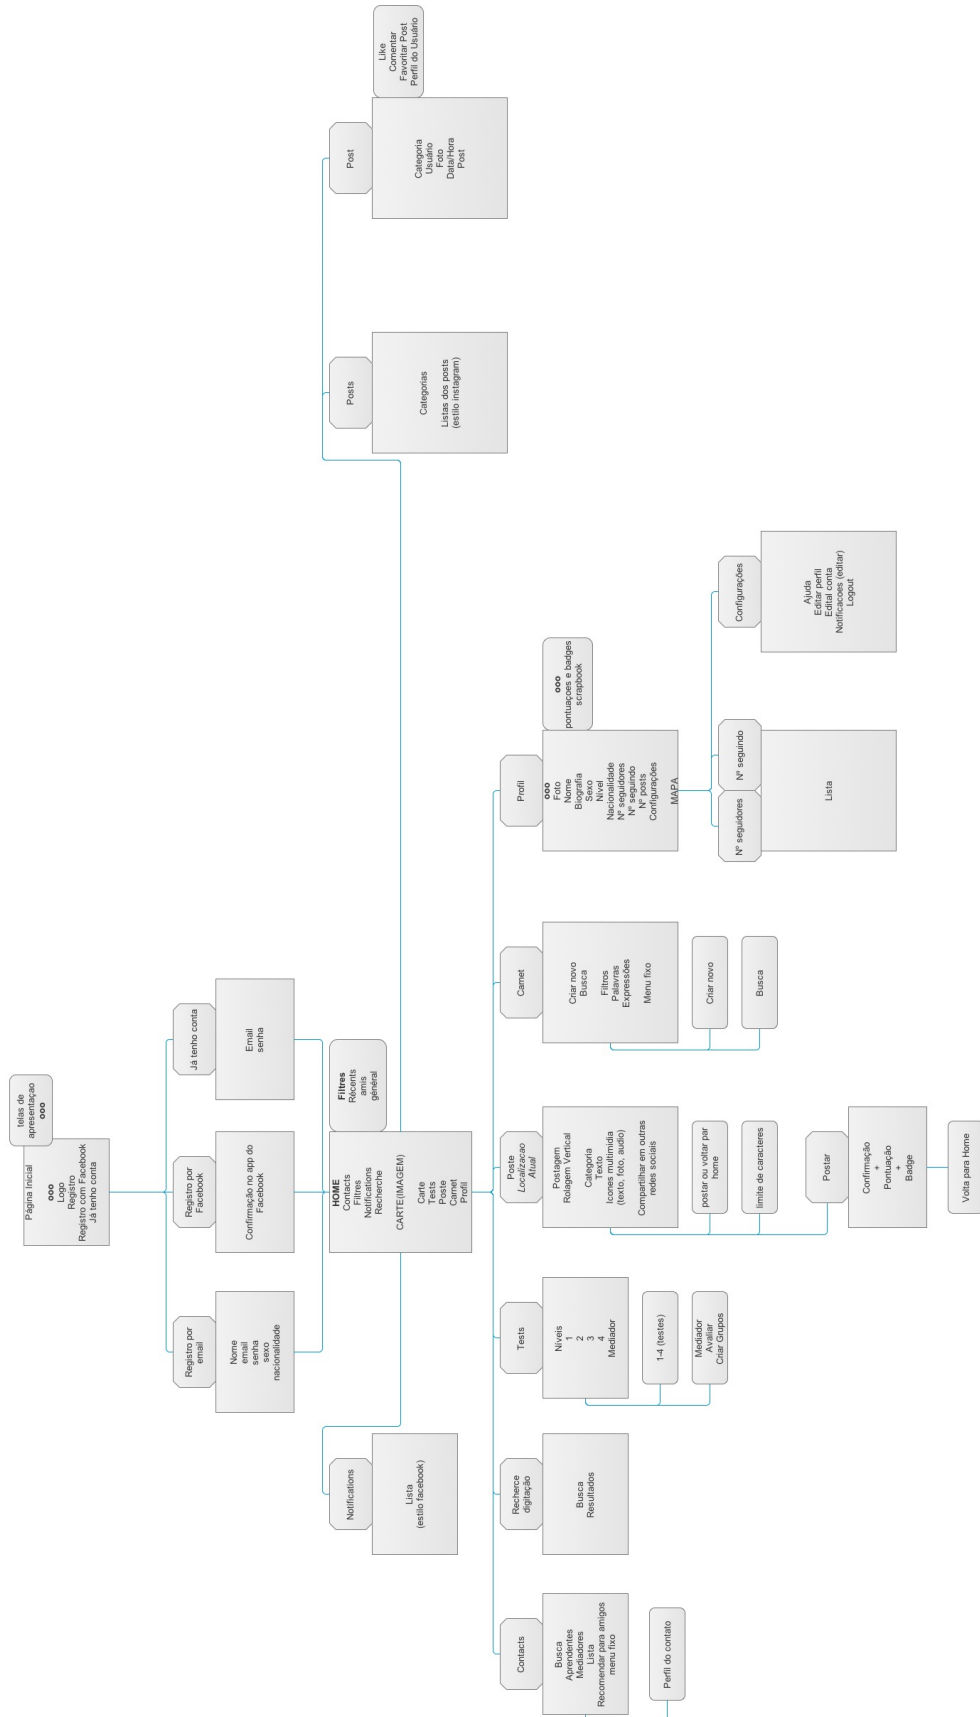 telas de
apresentaçao
ooo
Página Inicial
ooo
Logo
Registro
Registro com Facebook
Já tenho conta
Registro por
email
Nome
email
senha
sexo
nacionalidade
Registro por
Facebook
Confirmação no app do
Facebook
Já tenho conta
Email
senha
Filtres
Récents
amis
général
HOME
Contacts
Filtres
Notifications
Recherche
CARTE(IMAGEM)
Carte
Tests
Poste
Carnet
Profil
Notifications
Lista
(estilo facebook)
Posts
Categorias
Listas dos posts
(estilo instagram)
Post
Categoria
Usuário
Foto
Data/Hora
Post
Like
Comentar
Favoritar Post
Perfil do Usuário
Contacts
Busca
Aprendentes
Mediadores
Lista
Recomendar para amigos
menu fixo
Perfil do contato
Recherce
digitação
Busca
Resultados
Tests
Níveis
1
2
3
4
Mediador
1-4 (testes)
Mediador
Avaliar
Criar Grupos
Poste
Localizacao
Atual
Postagem
Rolagem Vertical
Categoria
Texto
Icones multimidia
(texto, foto, audio)
Compartilhar em outras
redes sociais
postar ou voltar par
home
limite de caracteres
Postar
Confirmação
+
Pontuação
+
Badge
Volta para Home
Carnet
Criar novo
Busca
Filtros
Palavras
Expressões
Menu fixo
Criar novo
Busca
Profil
ooo
Foto
Nome
Biografia
Sexo
Nível
Nacionalidade
Nº seguidores
Nº seguindo
Nº posts
Configurações
MAPA
ooo
pontuaçoes e badges
scrapbook
Nº seguidores
Nº seguindo
Lista
Configurações
Ajuda
Editar perfil
Edital conta
Notificacoes (editar)
Logout